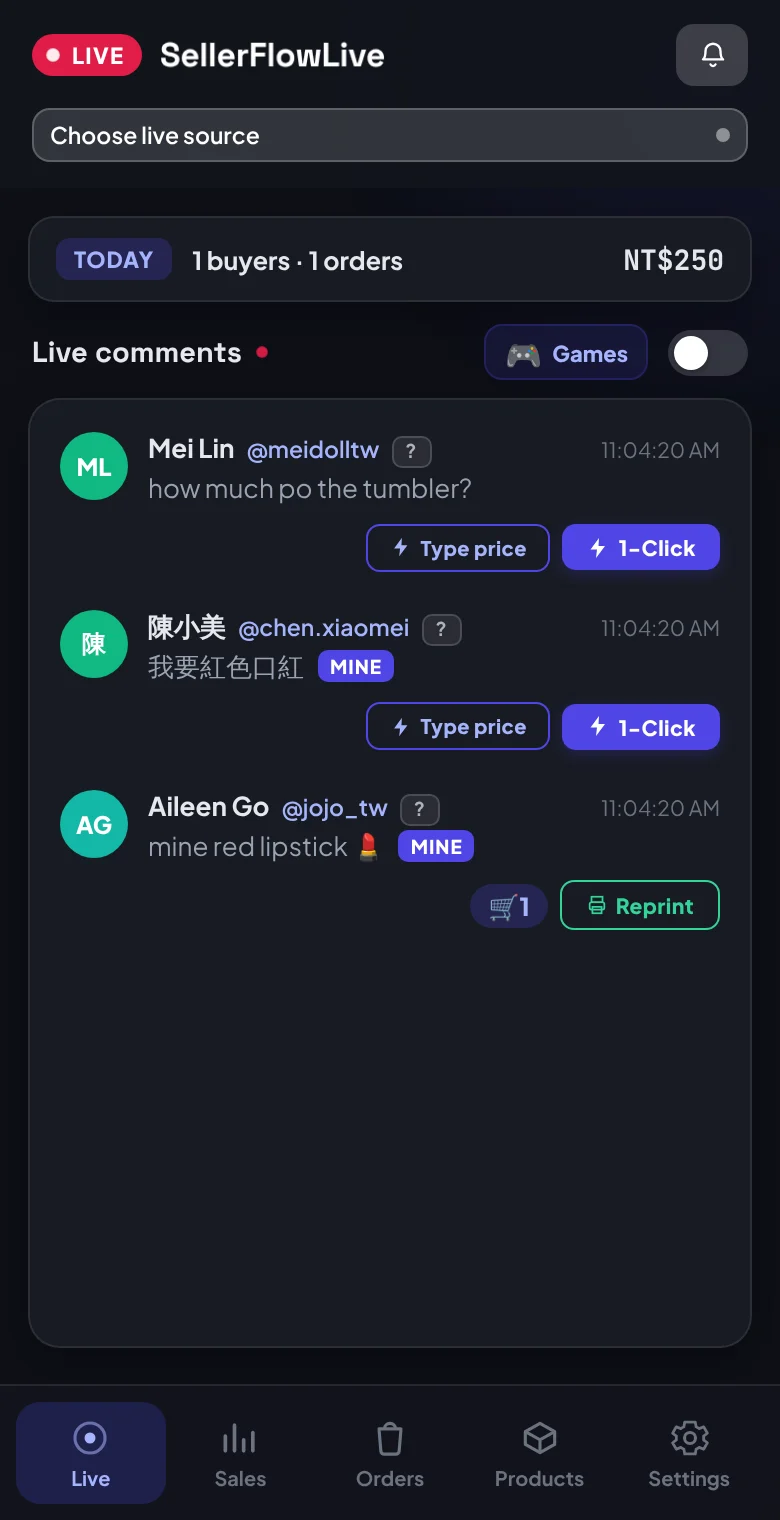 LIVE SellerFlowLive
Choose live source
TODAY 1 buyers · 1 orders NT$250
Live comments Games
ML Mei Lin @meidolltw ? 11:04:20 AM
how much po the tumbler?
Type price 1-Click
陳 陳小美 @chen.xiaomei ? 11:04:20 AM
我要紅色口紅 MINE
Type price 1-Click
AG Aileen Go @jojo_tw ? 11:04:20 AM
mine red lipstick 💄 MINE
🛒1 Reprint
Live Sales Orders Products Settings